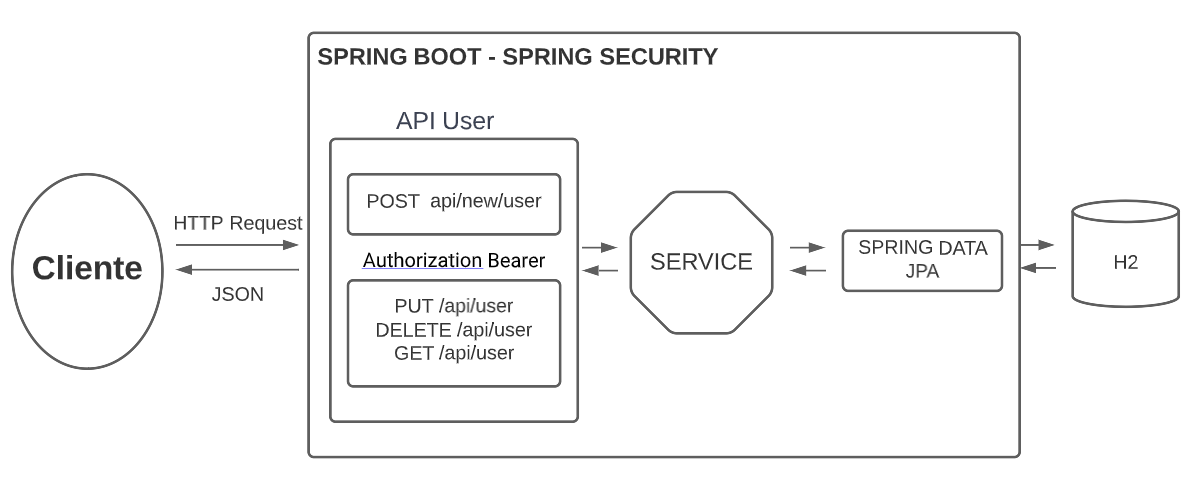 SPRING BOOT - SPRING SECURITY
API User
POST api/new/user
HTTP Request
Cliente
JSON
Authorization Bearer
PUT /api/user
DELETE /api/user
GET /api/user
SERVICE
SPRING DATA
JPA
H2